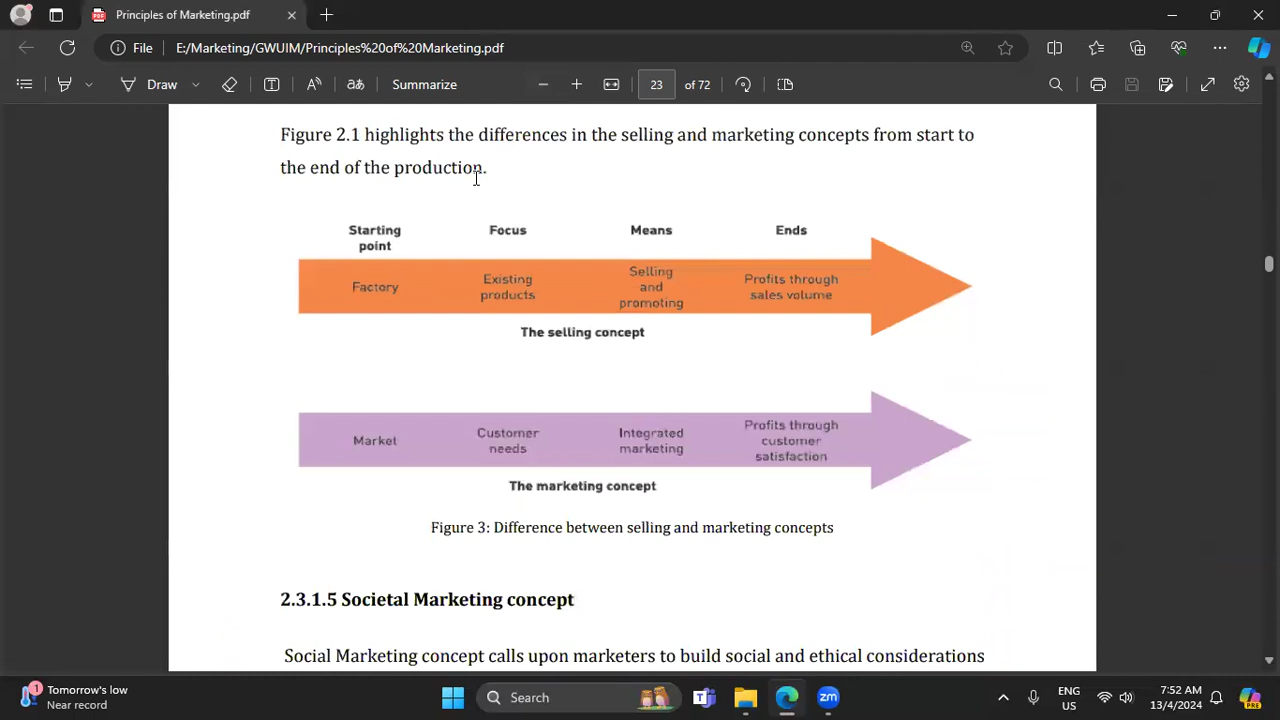 Principles of Marketing.pdf
File E:/Marketing/GWUIM/Principles%20of%20Marketing.pdf
Draw aあ Summarize 23 of 72
Figure 2.1 highlights the differences in the selling and marketing concepts from start to
the end of the production.
Starting
point
Focus
Means
Ends
Factory
Existing
products
Selling
and
promoting
Profits through
sales volume
The selling concept
Market
Customer
needs
Integrated
marketing
Profits through
customer
satisfaction
The marketing concept
Figure 3: Difference between selling and marketing concepts
2.3.1.5 Societal Marketing concept
Social Marketing concept calls upon marketers to build social and ethical considerations
1
Tomorrow's low
Near record
Search
zm
ENG
US
7:52 AM
13/4/2024
PRE